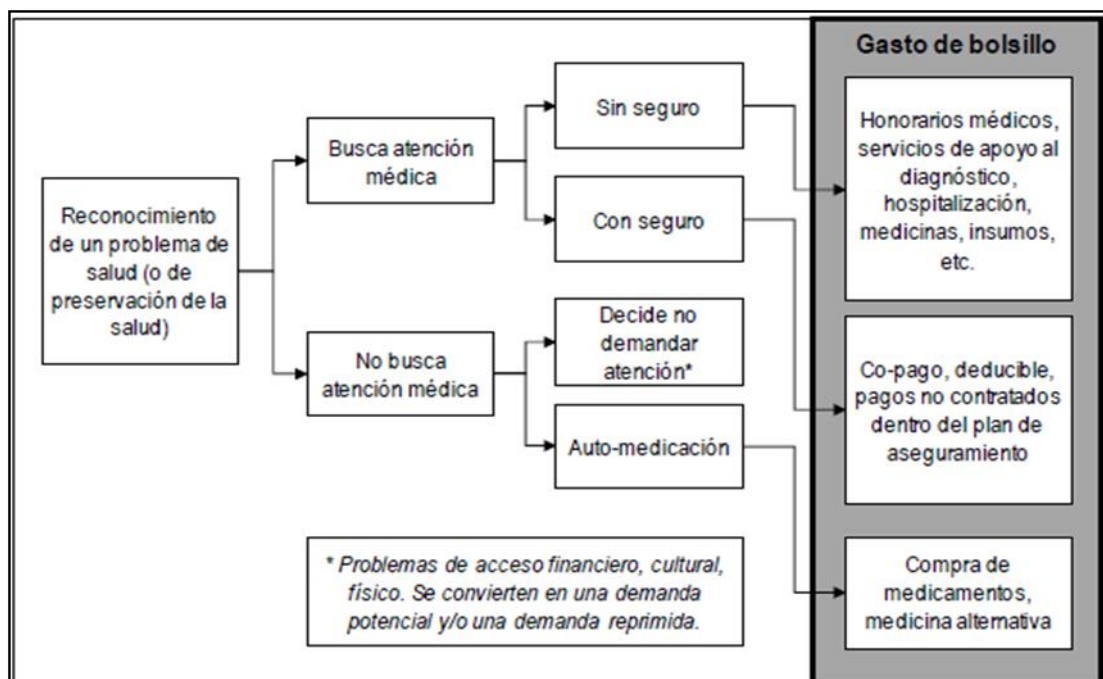 Gasto de bolsillo
Reconocimiento
de un problema de
salud (o de
preservación de la
salud)
Busca atención
médica
No busca
atención médica
Sin seguro
Con seguro
Decide no
demandar
atención*
Auto-medicación
Honorarios médicos,
servicios de apoyo al
diagnóstico,
hospitalización,
medicinas, insumos,
etc.
Co-pago, deducible,
pagos no contratados
dentro del plan de
aseguramiento
Compra de
medicamentos,
medicina alternativa
* Problemas de acceso financiero, cultural,
físico. Se convierten en una demanda
potencial y/o una demanda reprimida.